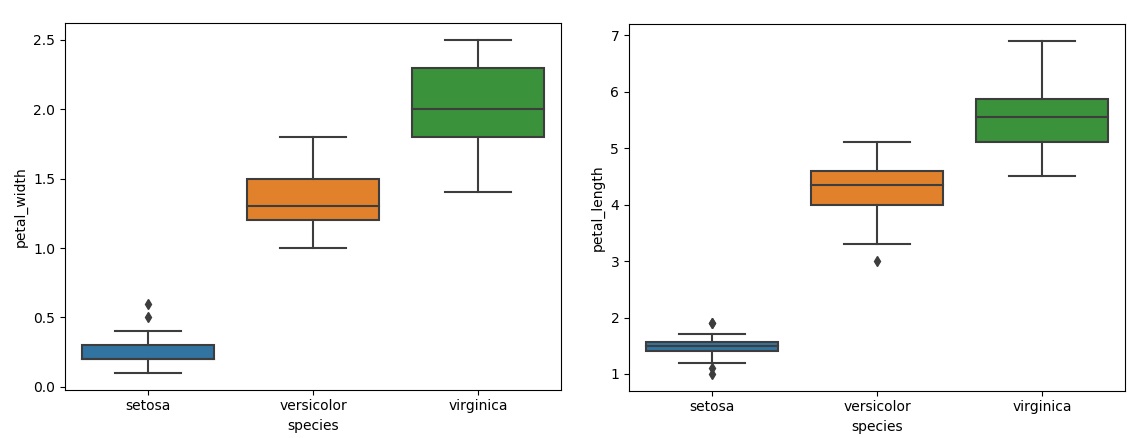 petal_width
2.5
2.0
1.5
1.0
0.5
0.0
setosa versicolor virginica
species
petal_length
7
6
5
4
3
2
1
setosa versicolor virginica
species